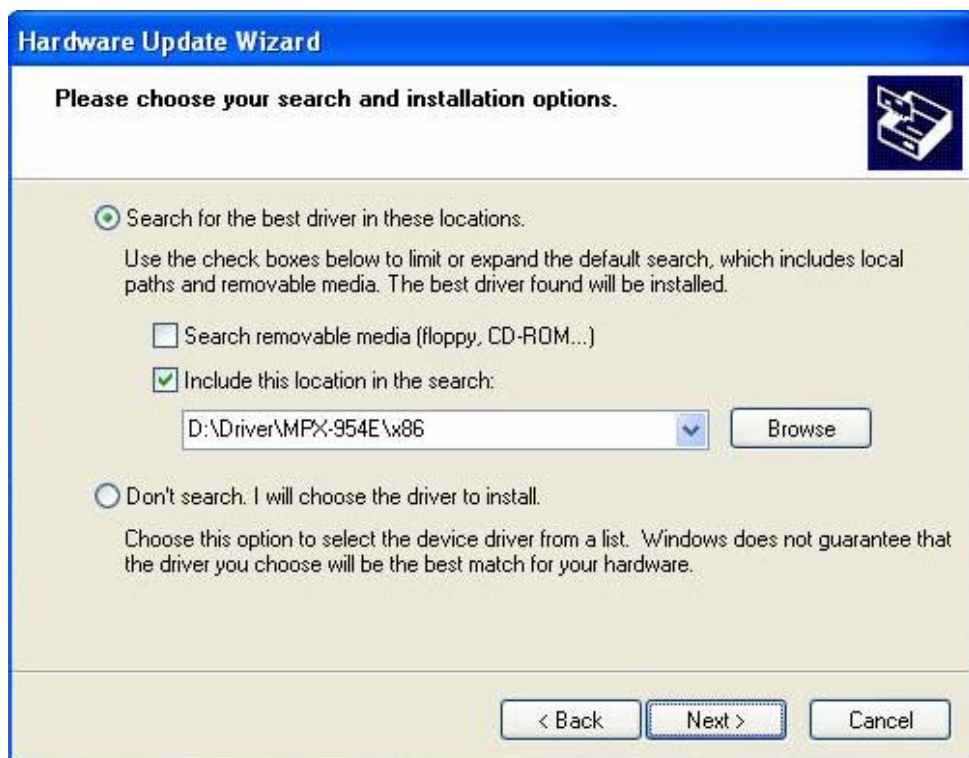 Hardware Update Wizard
Please choose your search and installation options.
Search for the best driver in these locations.
Use the check boxes below to limit or expand the default search, which includes local
paths and removable media. The best driver found will be installed.
Search removable media (floppy, CD-ROM...)
Include this location in the search:
D:\Driver\MPX-954E\x86
Browse
Don't search. I will choose the driver to install.
Choose this option to select the device driver from a list. Windows does not guarantee that
the driver you choose will be the best match for your hardware.
< Back Next > Cancel